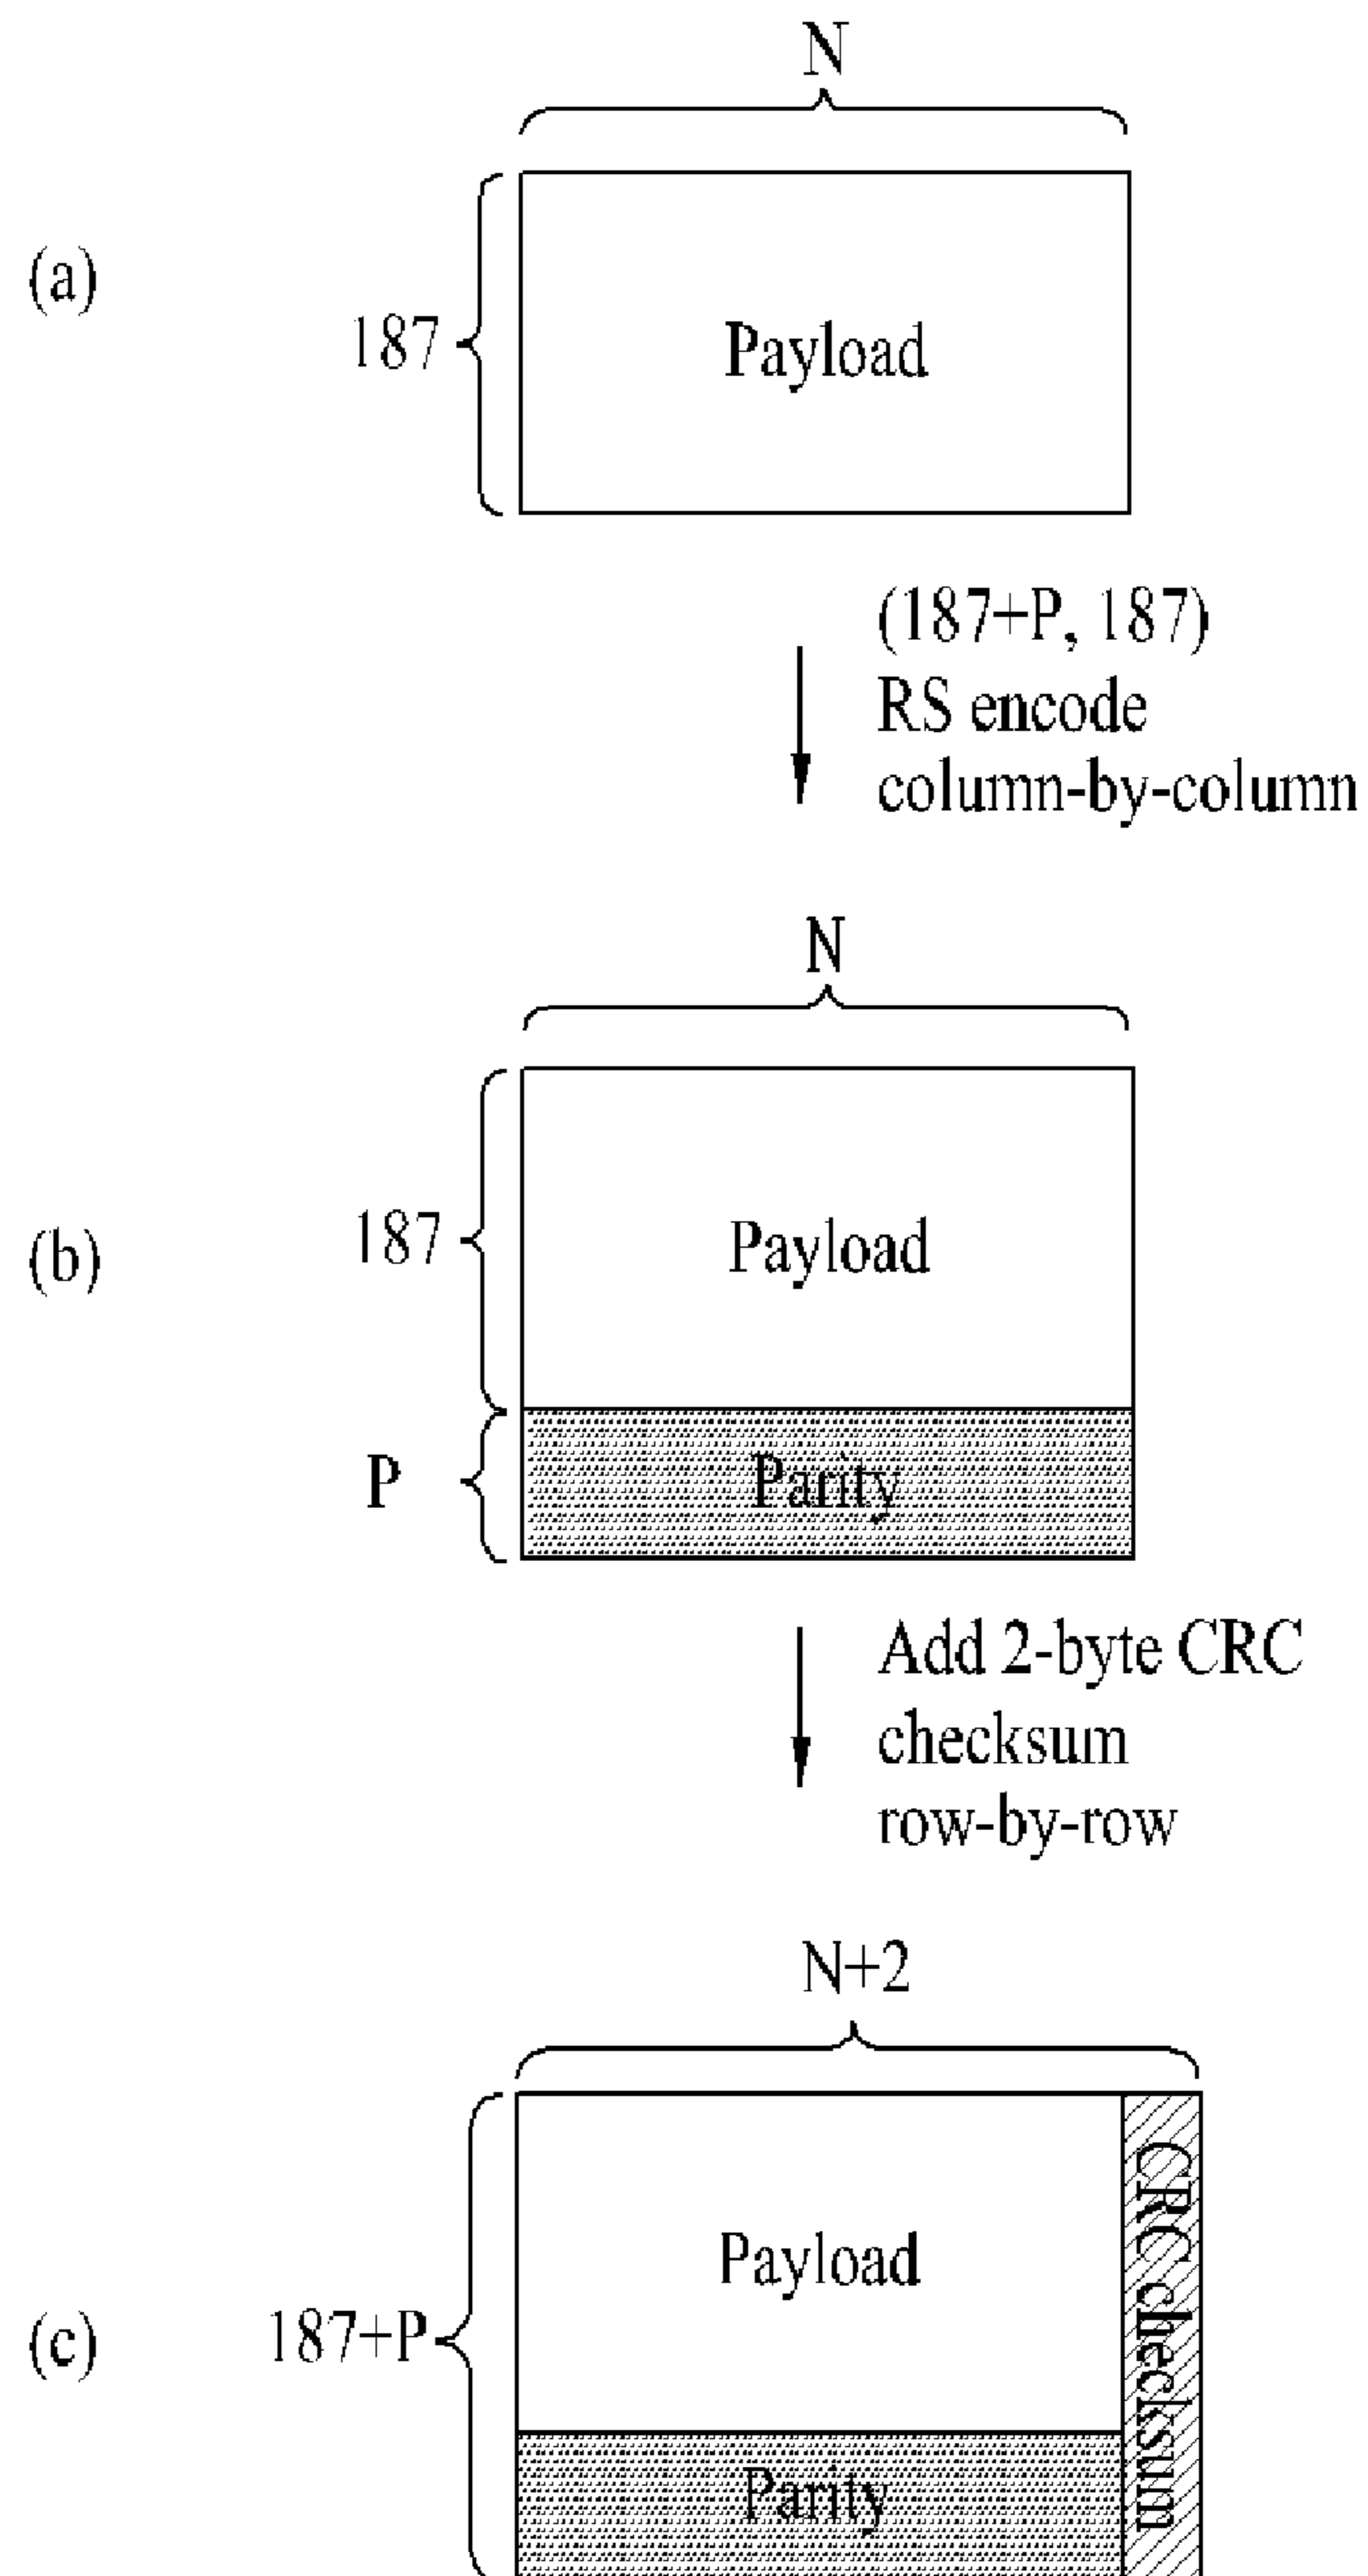 N
(a)
187
Payload
(187+P, 187)
RS encode
column-by-column
N
(b)
187
Payload
P
Parity
Add 2-byte CRC
checksum
row-by-row
N+2
(c)
187+P
Payload
CRC checksum
Parity